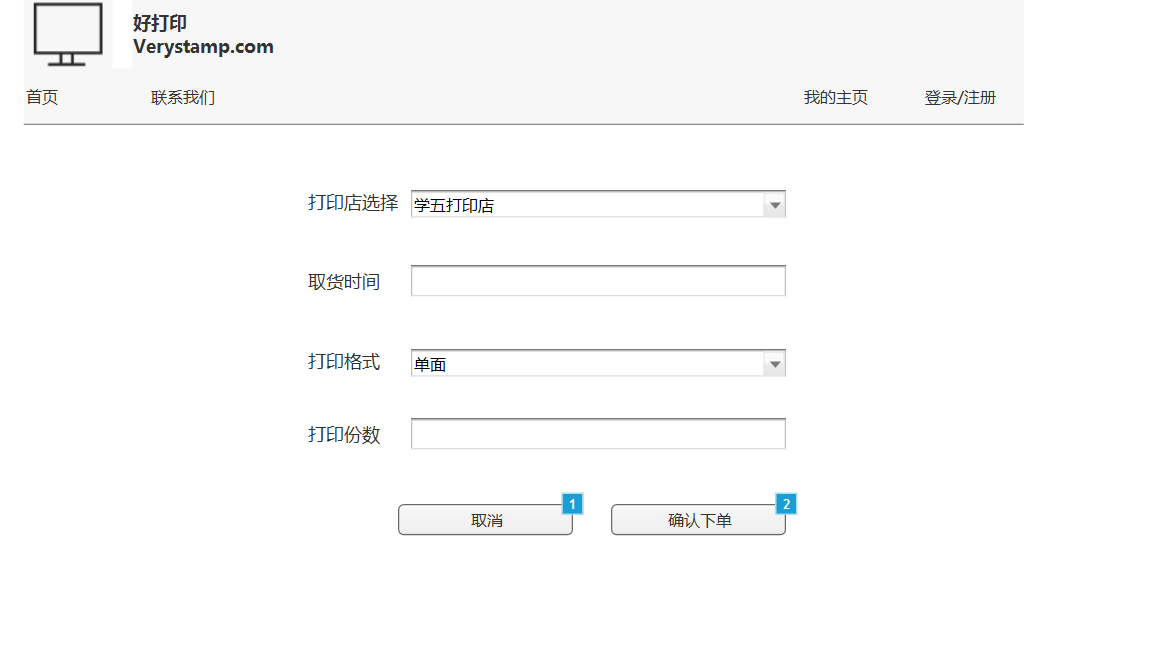 好打印
Verystamp.com
首页 联系我们 我的主页 登录/注册
打印店选择 学五打印店
取货时间
打印格式 单面
打印份数
取消 1 确认下单 2